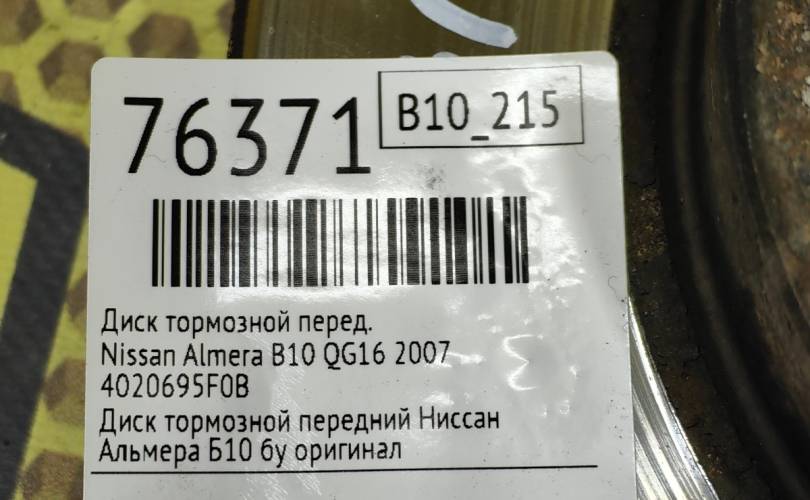 76371
B10_215
Диск тормозной перед.
Nissan Almera B10 QG16 2007
4020695F0B
Диск тормозной передний Ниссан
Альмера Б10 бу оригинал